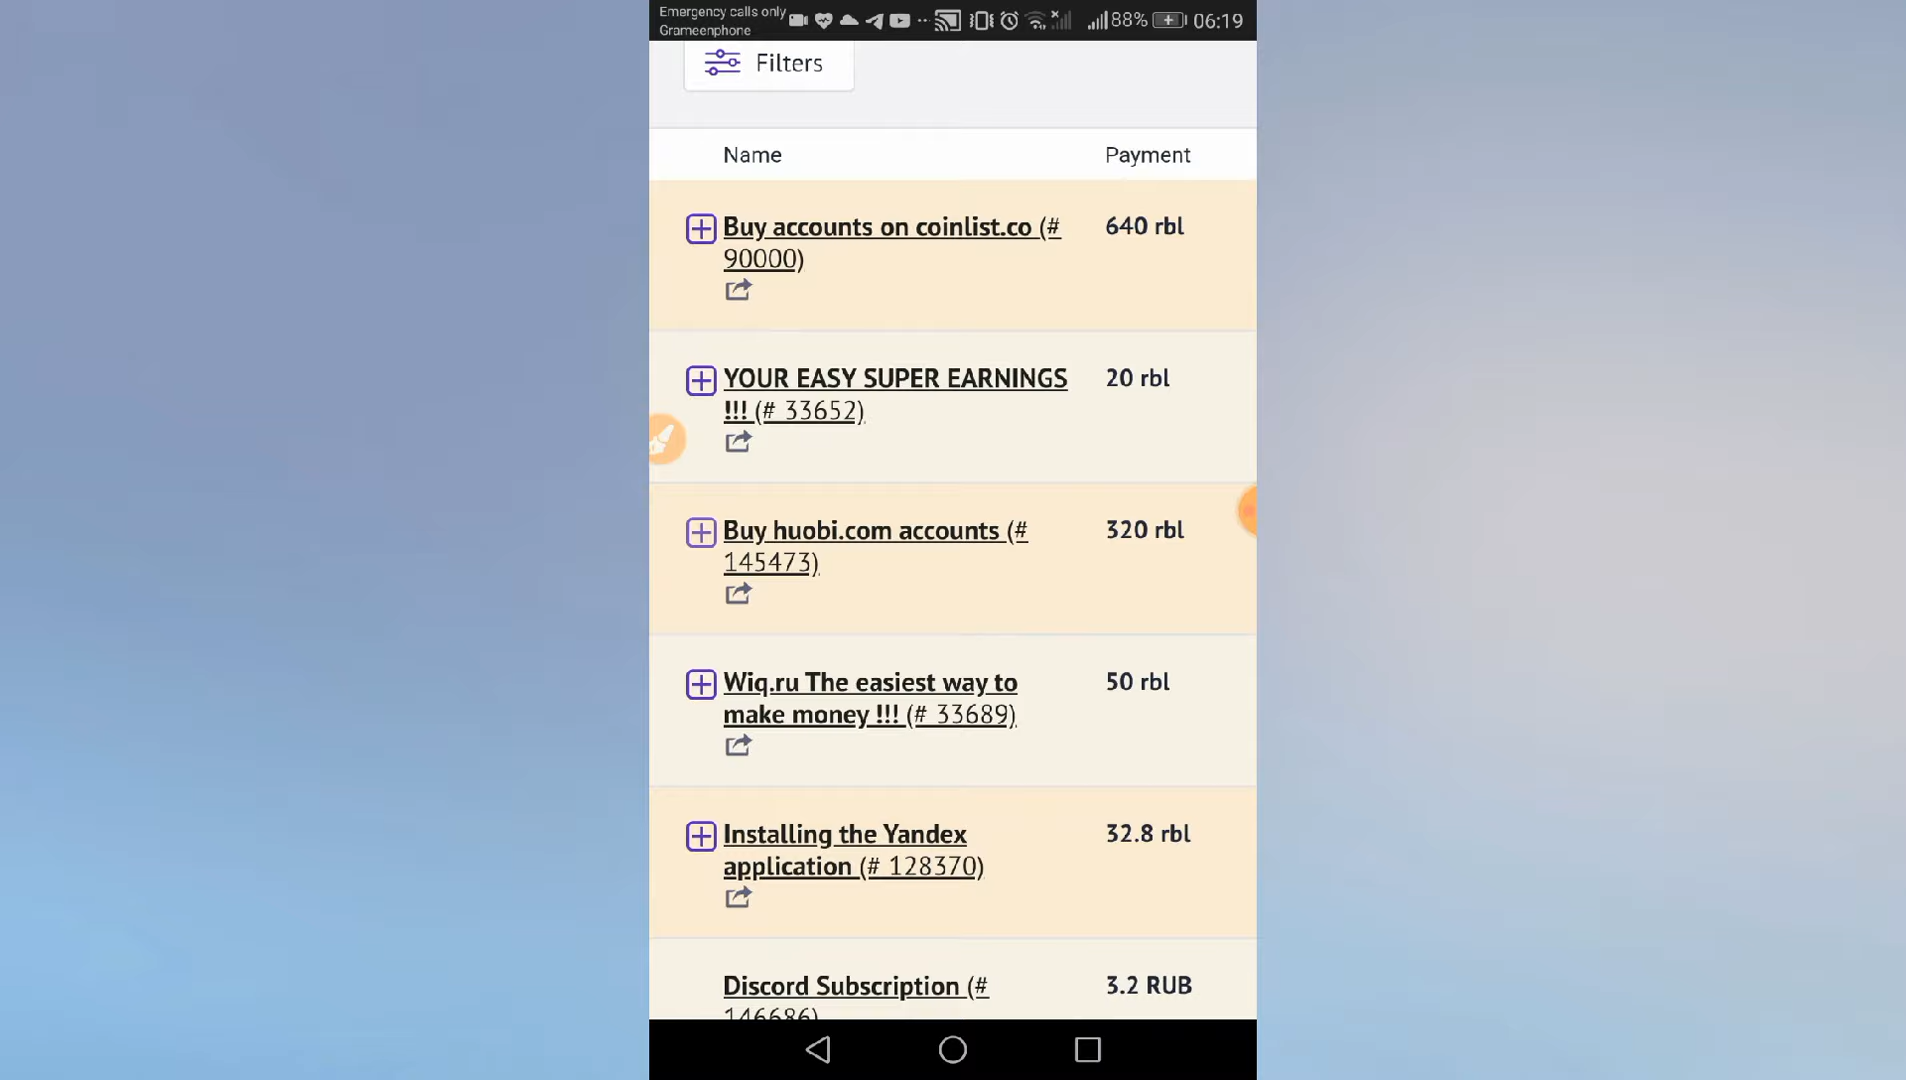 Emergency calls only
Grameenphone
88%
06:19
Filters
Name
Payment
Buy accounts on coinlist.co (#
90000)
640 rbl
YOUR EASY SUPER EARNINGS
!!! (# 33652)
20 rbl
Buy huobi.com accounts (#
145473)
320 rbl
Wiq.ru The easiest way to
make money !!! (# 33689)
50 rbl
Installing the Yandex
application (# 128370)
32.8 rbl
Discord Subscription (#
146686)
3.2 RUB